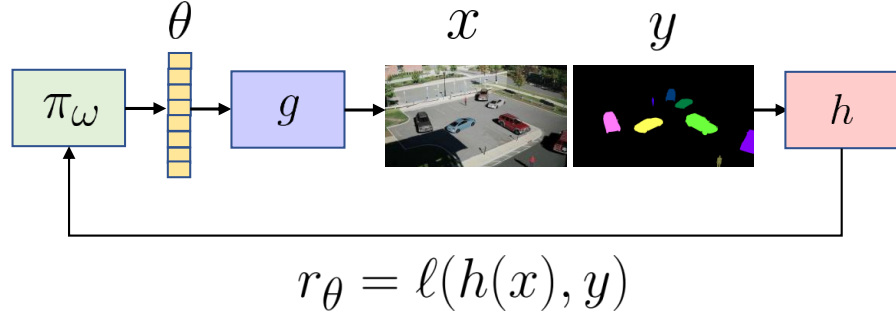 θ x y
π_ω g h
r_θ = ℓ(h(x), y)